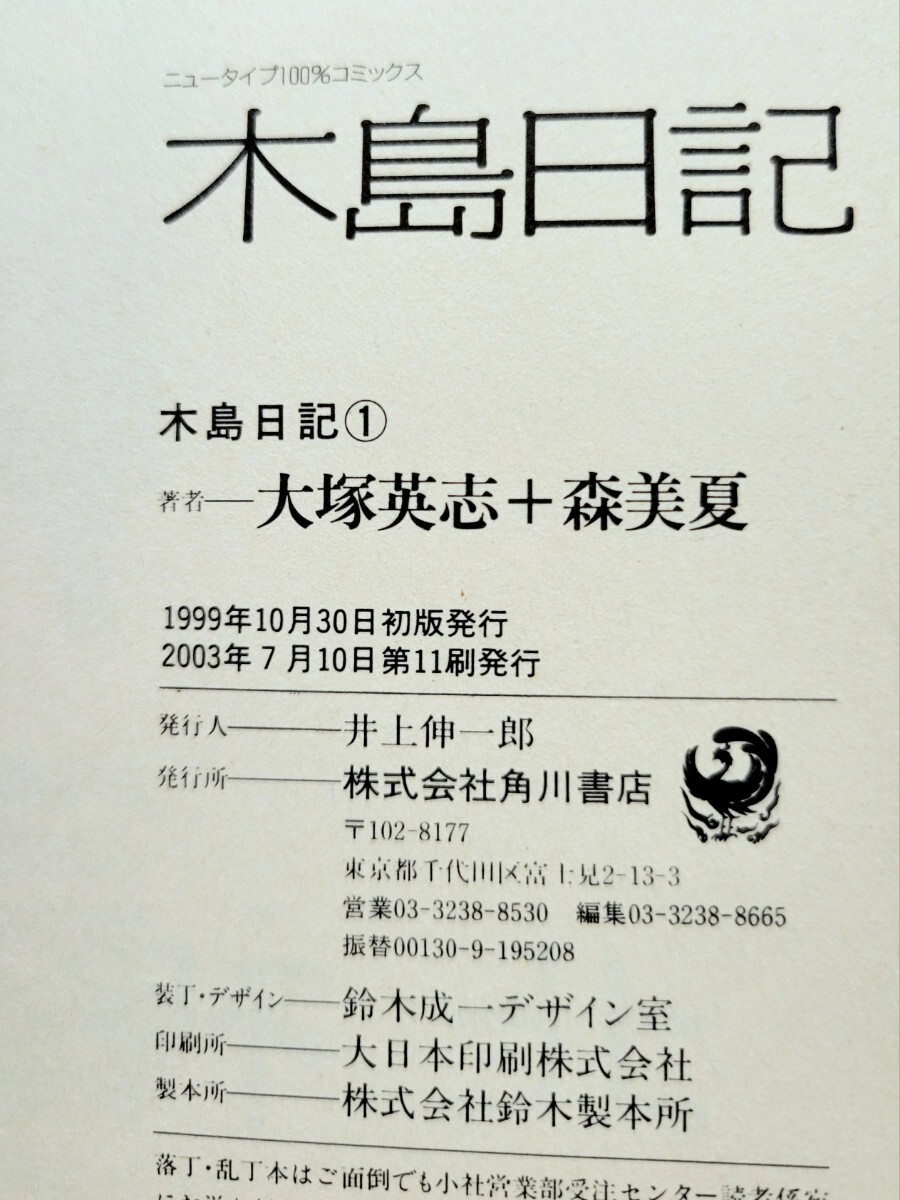 ニュータイプ100%コミックス
木島日記
木島日記①
著者──大塚英志+森美夏
1999年10月30日初版発行
2003年7月10日第11刷発行
発行人────井上伸一郎
発行所────株式会社角川書店
〒102-8177
東京都千代田区富士見2-13-3
営業03-3238-8530 編集03-3238-8665
振替00130-9-195208
装丁・デザイン──鈴木成一デザイン室
印刷所────大日本印刷株式会社
製本所────株式会社鈴木製本所
落丁・乱丁本はご面倒でも小社営業部受注センター読者係宛